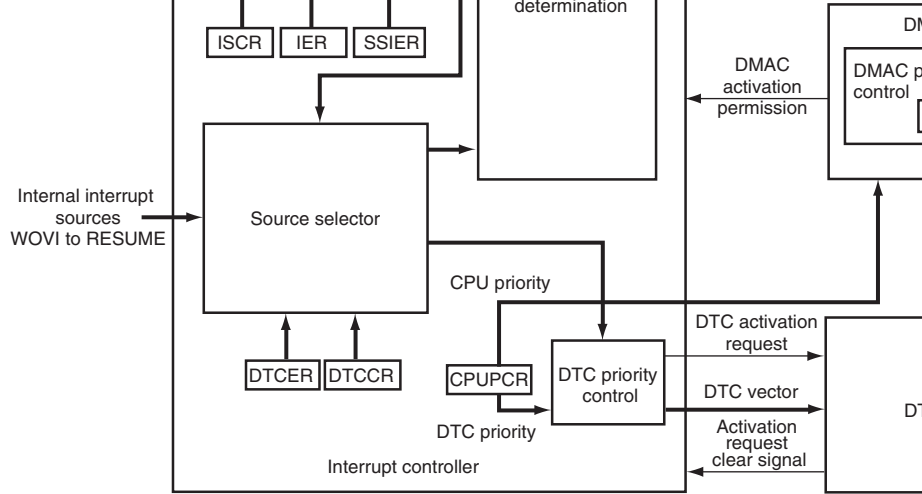 determination
ISCR
IER
SSIER
DMAC
activation
permission
DMAC
control
Internal interrupt
sources
WOVI to RESUME
Source selector
CPU priority
DTC activation
request
DTCER
DTCCR
CPUPCR
DTC priority
control
DTC vector
DTC priority
Activation
request
clear signal
Interrupt controller